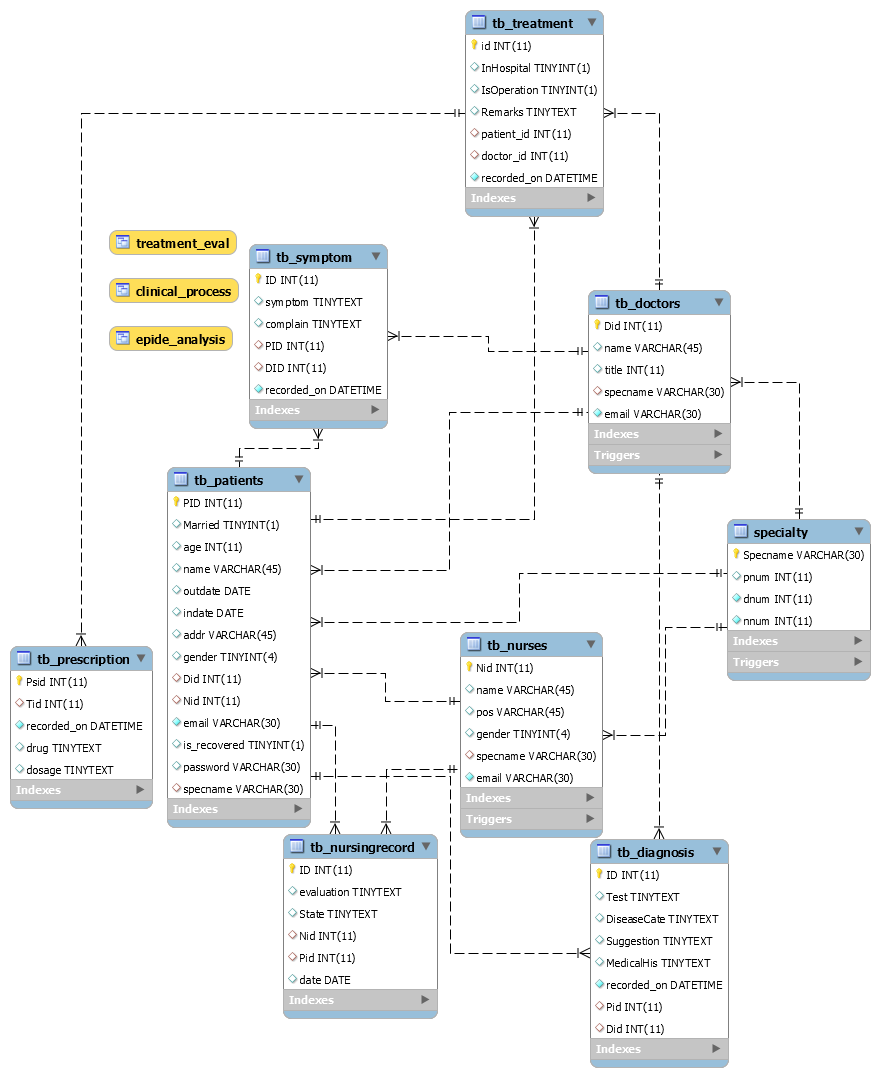 tb_treatment
id INT(11)
InHospital TINYINT(1)
IsOperation TINYINT(1)
Remarks TINYTEXT
patient_id INT(11)
doctor_id INT(11)
recorded_on DATETIME
Indexes
treatment_eval
clinical_process
epide_analysis
tb_symptom
ID INT(11)
symptom TINYTEXT
complain TINYTEXT
PID INT(11)
DID INT(11)
recorded_on DATETIME
Indexes
tb_doctors
Did INT(11)
name VARCHAR(45)
title INT(11)
specname VARCHAR(30)
email VARCHAR(30)
Indexes
Triggers
tb_patients
PID INT(11)
Married TINYINT(1)
age INT(11)
name VARCHAR(45)
outdate DATE
indate DATE
addr VARCHAR(45)
gender TINYINT(4)
Did INT(11)
Nid INT(11)
email VARCHAR(30)
is_recovered TINYINT(1)
password VARCHAR(30)
specname VARCHAR(30)
Indexes
specialty
Specname VARCHAR(30)
pnum INT(11)
dnum INT(11)
nnum INT(11)
Indexes
Triggers
tb_prescription
Psid INT(11)
Tid INT(11)
recorded_on DATETIME
drug TINYTEXT
dosage TINYTEXT
Indexes
tb_nurses
Nid INT(11)
name VARCHAR(45)
pos VARCHAR(45)
gender TINYINT(4)
specname VARCHAR(30)
email VARCHAR(30)
Indexes
Triggers
tb_nursingrecord
ID INT(11)
evaluation TINYTEXT
State TINYTEXT
Nid INT(11)
Pid INT(11)
date DATE
Indexes
tb_diagnosis
ID INT(11)
Test TINYTEXT
DiseaseCate TINYTEXT
Suggestion TINYTEXT
MedicalHis TINYTEXT
recorded_on DATETIME
Pid INT(11)
Did INT(11)
Indexes